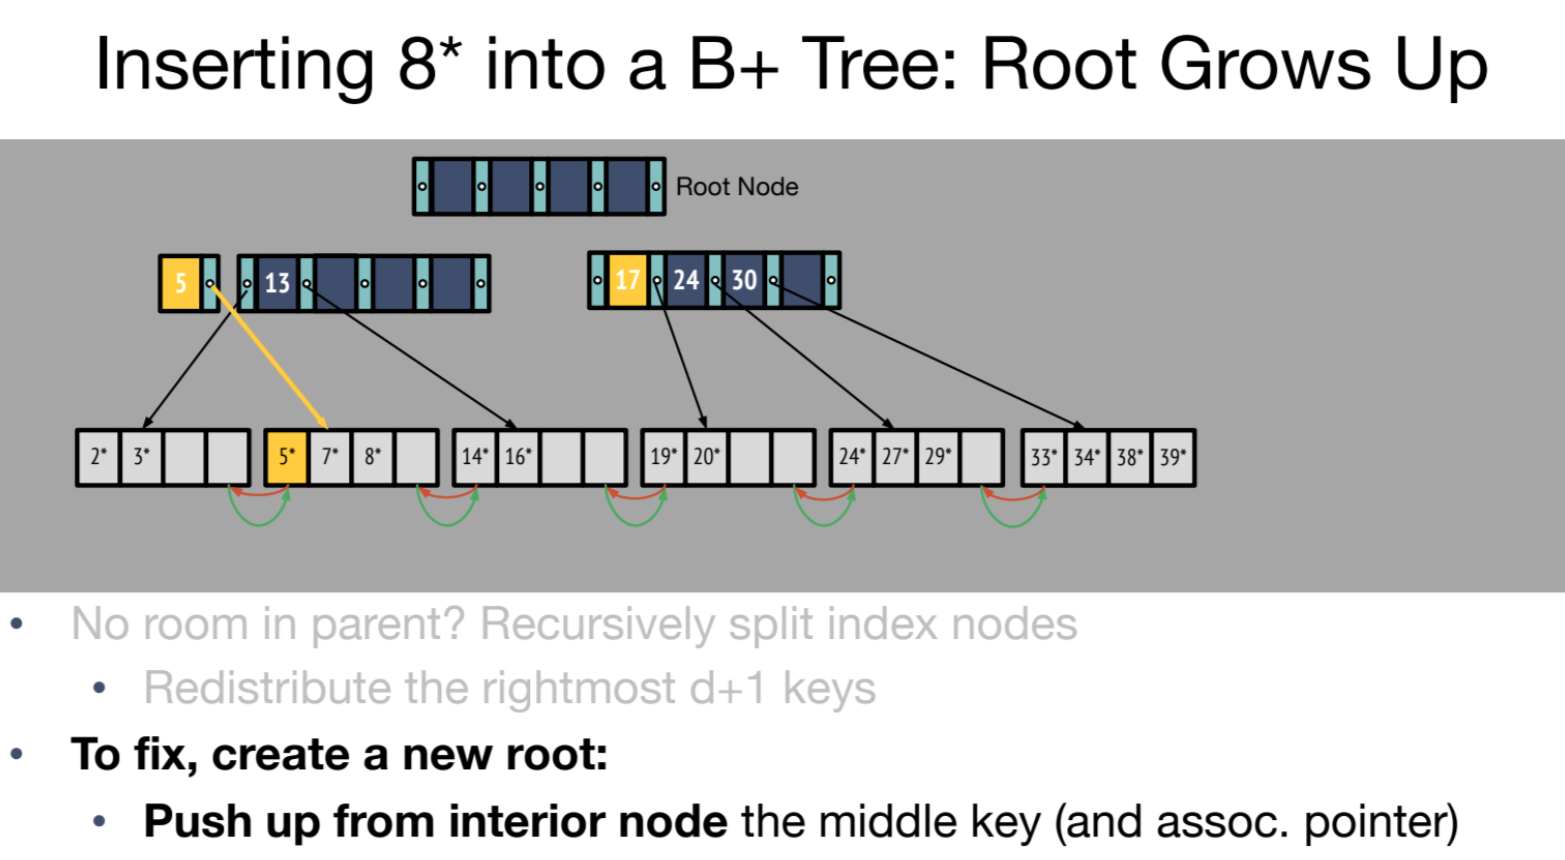 Inserting 8* into a B+ Tree: Root Grows Up
Root Node
5 13 17 24 30
2* 3* 5* 7* 8* 14* 16* 19* 20* 24* 27* 29* 33* 34* 38* 39*
• No room in parent? Recursively split index nodes
• Redistribute the rightmost d+1 keys
• To fix, create a new root:
• Push up from interior node the middle key (and assoc. pointer)